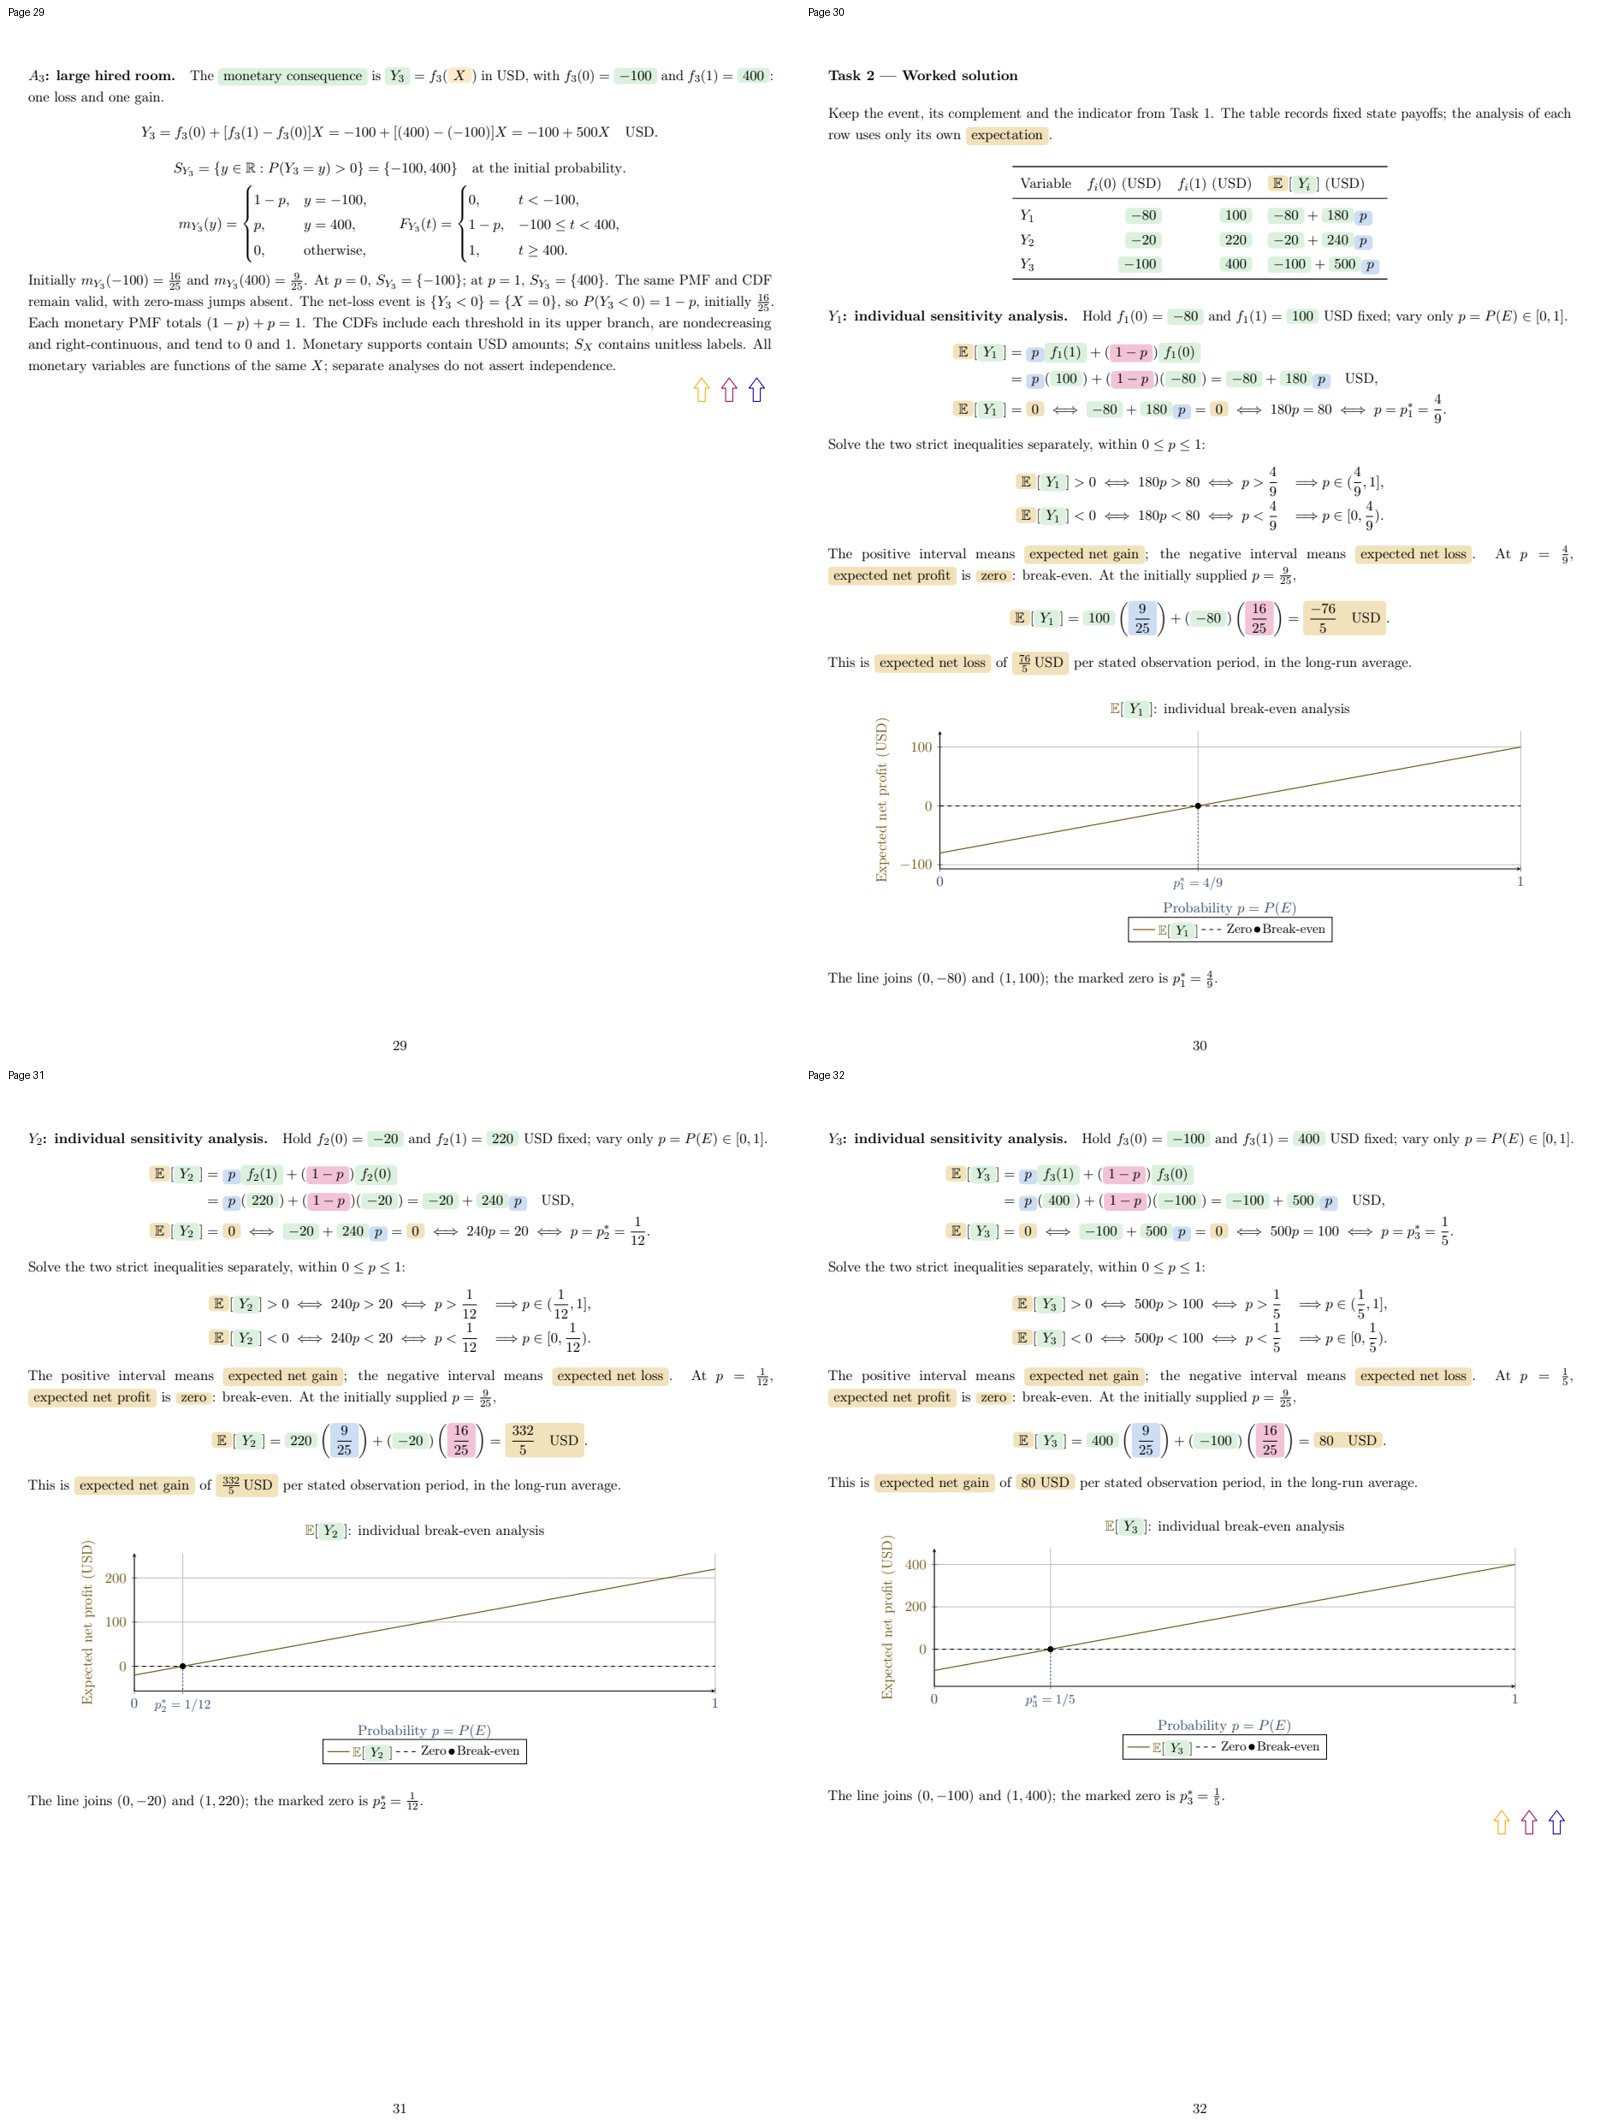 Page 29
A₃: large hired room. The monetary consequence is Y₃ = f₃( X ) in USD, with f₃(0) = −100 and f₃(1) = 400 :
one loss and one gain.
Y₃ = f₃(0) + [f₃(1) − f₃(0)]X = −100 + [(400) − (−100)]X = −100 + 500X USD.
S_{Y₃} = {y ∈ ℝ : P(Y₃ = y) > 0} = {−100, 400} at the initial probability.
m_{Y₃}(y) = { 1 − p, y = −100, p, y = 400, 0, otherwise, F_{Y₃}(t) = { 0, t < −100, 1 − p, −100 ≤ t < 400, 1, t ≥ 400.
Initially m_{Y₃}(−100) = 16/25 and m_{Y₃}(400) = 9/25. At p = 0, S_{Y₃} = {−100}; at p = 1, S_{Y₃} = {400}. The same PMF and CDF
remain valid, with zero-mass jumps absent. The net-loss event is {Y₃ < 0} = {X = 0}, so P(Y₃ < 0) = 1 − p, initially 16/25.
Each monetary PMF totals (1 − p) + p = 1. The CDFs include each threshold in its upper branch, are nondecreasing
and right-continuous, and tend to 0 and 1. Monetary supports contain USD amounts; S_X contains unitless labels. All
monetary variables are functions of the same X; separate analyses do not assert independence.
29
Page 30
Task 2 — Worked solution
Keep the event, its complement and the indicator from Task 1. The table records fixed state payoffs; the analysis of each
row uses only its own expectation .
Variable f_i(0) (USD) f_i(1) (USD) 𝔼 [ Y_i ] (USD)
Y₁ −80 100 −80 + 180 p
Y₂ −20 220 −20 + 240 p
Y₃ −100 400 −100 + 500 p
Y₁: individual sensitivity analysis. Hold f₁(0) = −80 and f₁(1) = 100 USD fixed; vary only p = P(E) ∈ [0, 1].
𝔼 [ Y₁ ] = p f₁(1) + ( 1 − p ) f₁(0)
= p ( 100 ) + ( 1 − p )( −80 ) = −80 + 180 p USD,
𝔼 [ Y₁ ] = 0 ⟺ −80 + 180 p = 0 ⟺ 180p = 80 ⟺ p = p₁* = 4/9.
Solve the two strict inequalities separately, within 0 ≤ p ≤ 1:
𝔼 [ Y₁ ] > 0 ⟺ 180p > 80 ⟺ p > 4/9 ⟹ p ∈ (4/9, 1],
𝔼 [ Y₁ ] < 0 ⟺ 180p < 80 ⟺ p < 4/9 ⟹ p ∈ [0, 4/9).
The positive interval means expected net gain ; the negative interval means expected net loss . At p = 4/9,
expected net profit is zero : break-even. At the initially supplied p = 9/25,
𝔼 [ Y₁ ] = 100 (9/25) + ( −80 ) (16/25) = −76/5 USD .
This is expected net loss of 76/5 USD per stated observation period, in the long-run average.
𝔼[ Y₁ ]: individual break-even analysis
Expected net profit (USD)
100
0
−100
0 p₁* = 4/9 1
Probability p = P(E)
𝔼[ Y₁ ] Zero Break-even
The line joins (0, −80) and (1, 100); the marked zero is p₁* = 4/9.
30
Page 31
Y₂: individual sensitivity analysis. Hold f₂(0) = −20 and f₂(1) = 220 USD fixed; vary only p = P(E) ∈ [0, 1].
𝔼 [ Y₂ ] = p f₂(1) + ( 1 − p ) f₂(0)
= p ( 220 ) + ( 1 − p )( −20 ) = −20 + 240 p USD,
𝔼 [ Y₂ ] = 0 ⟺ −20 + 240 p = 0 ⟺ 240p = 20 ⟺ p = p₂* = 1/12.
Solve the two strict inequalities separately, within 0 ≤ p ≤ 1:
𝔼 [ Y₂ ] > 0 ⟺ 240p > 20 ⟺ p > 1/12 ⟹ p ∈ (1/12, 1],
𝔼 [ Y₂ ] < 0 ⟺ 240p < 20 ⟺ p < 1/12 ⟹ p ∈ [0, 1/12).
The positive interval means expected net gain ; the negative interval means expected net loss . At p = 1/12,
expected net profit is zero : break-even. At the initially supplied p = 9/25,
𝔼 [ Y₂ ] = 220 (9/25) + ( −20 ) (16/25) = 332/5 USD .
This is expected net gain of 332/5 USD per stated observation period, in the long-run average.
𝔼[ Y₂ ]: individual break-even analysis
Expected net profit (USD)
200
100
0
0 p₂* = 1/12 1
Probability p = P(E)
𝔼[ Y₂ ] Zero Break-even
The line joins (0, −20) and (1, 220); the marked zero is p₂* = 1/12.
31
Page 32
Y₃: individual sensitivity analysis. Hold f₃(0) = −100 and f₃(1) = 400 USD fixed; vary only p = P(E) ∈ [0, 1].
𝔼 [ Y₃ ] = p f₃(1) + ( 1 − p ) f₃(0)
= p ( 400 ) + ( 1 − p )( −100 ) = −100 + 500 p USD,
𝔼 [ Y₃ ] = 0 ⟺ −100 + 500 p = 0 ⟺ 500p = 100 ⟺ p = p₃* = 1/5.
Solve the two strict inequalities separately, within 0 ≤ p ≤ 1:
𝔼 [ Y₃ ] > 0 ⟺ 500p > 100 ⟺ p > 1/5 ⟹ p ∈ (1/5, 1],
𝔼 [ Y₃ ] < 0 ⟺ 500p < 100 ⟺ p < 1/5 ⟹ p ∈ [0, 1/5).
The positive interval means expected net gain ; the negative interval means expected net loss . At p = 1/5,
expected net profit is zero : break-even. At the initially supplied p = 9/25,
𝔼 [ Y₃ ] = 400 (9/25) + ( −100 ) (16/25) = 80 USD .
This is expected net gain of 80 USD per stated observation period, in the long-run average.
𝔼[ Y₃ ]: individual break-even analysis
Expected net profit (USD)
400
200
0
0 p₃* = 1/5 1
Probability p = P(E)
𝔼[ Y₃ ] Zero Break-even
The line joins (0, −100) and (1, 400); the marked zero is p₃* = 1/5.
32